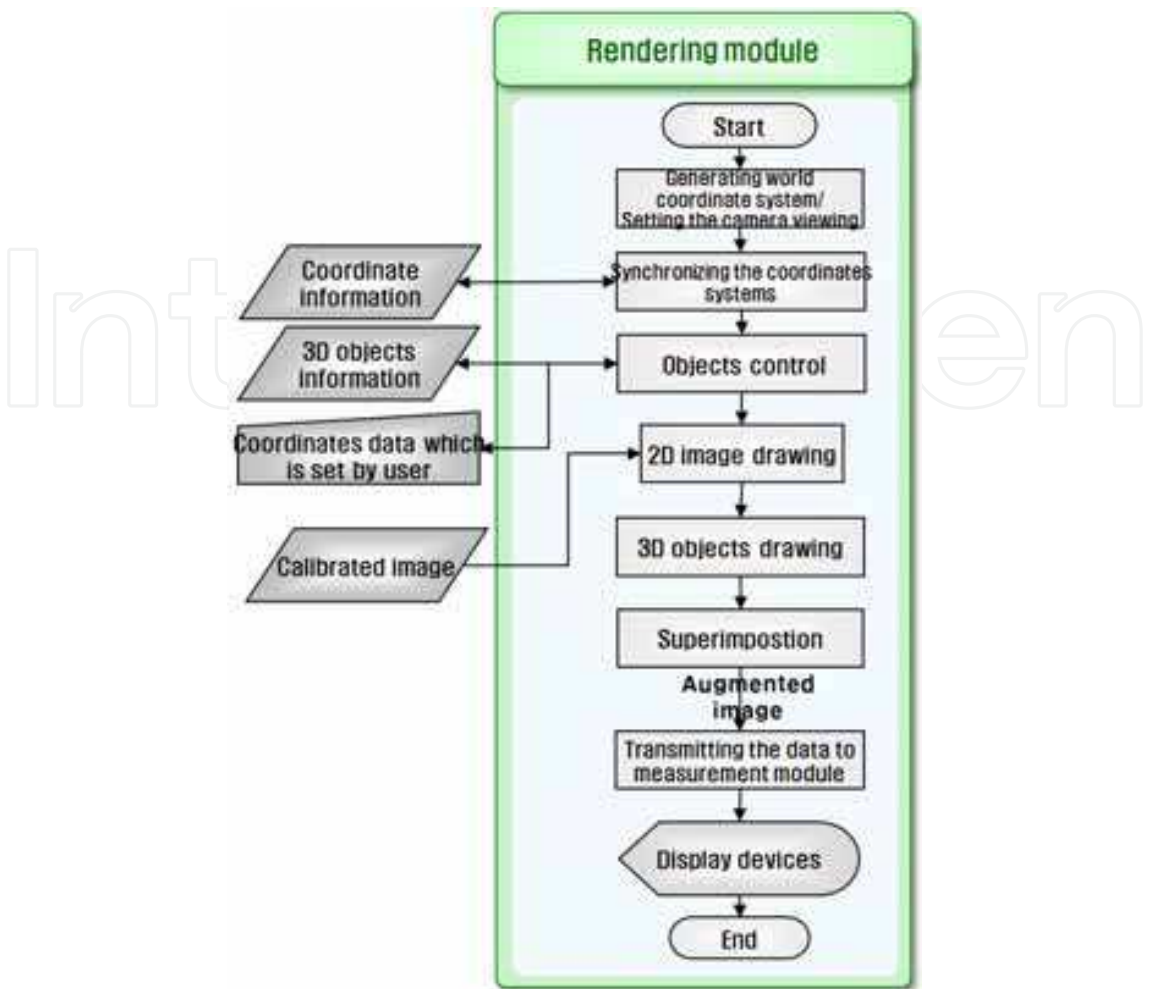 Rendering module
Start
Generating world
coordinate system/
Setting the camera viewing
Coordinate
information
Synchronizing the coordinates
systems
3D objects
information
Objects control
Coordinates data which
is set by user
2D image drawing
Calibrated image
3D objects drawing
Superimpostion
Augmented
image
Transmitting the data to
measurement module
Display devices
End